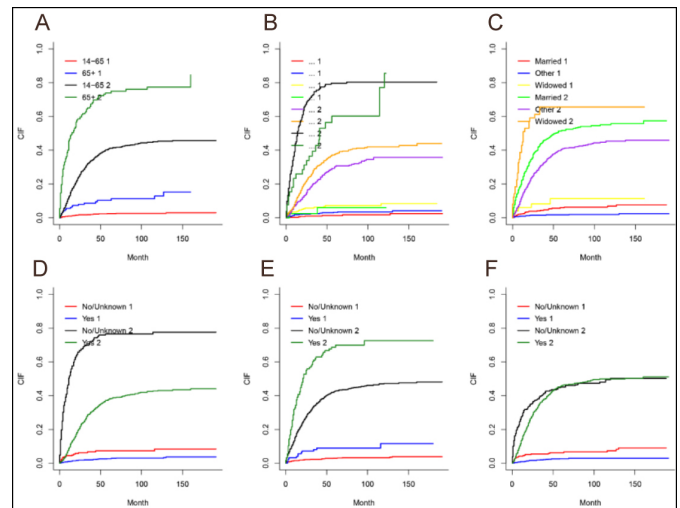 A
1.0
0.8
0.6
0.4
0.2
0.0
CIF
14−65 1
65+ 1
14−65 2
65+ 2
0
50
100
150
Month
B
1.0
0.8
0.6
0.4
0.2
0.0
CIF
... 1
... 1
... 1
... 1
... 2
... 2
... 2
... 2
0
50
100
150
Month
C
1.0
0.8
0.6
0.4
0.2
0.0
CIF
Married 1
Other 1
Widowed 1
Married 2
Other 2
Widowed 2
0
50
100
150
Month
D
1.0
0.8
0.6
0.4
0.2
0.0
CIF
No/Unknown 1
Yes 1
No/Unknown 2
Yes 2
0
50
100
150
Month
E
1.0
0.8
0.6
0.4
0.2
0.0
CIF
No/Unknown 1
Yes 1
No/Unknown 2
Yes 2
0
50
100
150
Month
F
1.0
0.8
0.6
0.4
0.2
0.0
CIF
No/Unknown 1
Yes 1
No/Unknown 2
Yes 2
0
50
100
150
Month